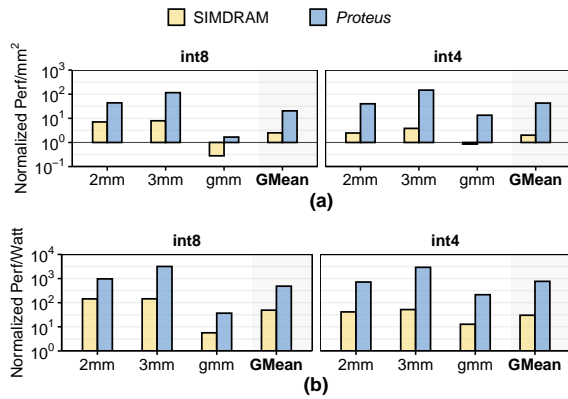 SIMDRAM Proteus
int8 int4
Normalized Perf/mm²
10³
10²
10¹
10⁰
10⁻¹
2mm 3mm gmm GMean 2mm 3mm gmm GMean
(a)
int8 int4
Normalized Perf/Watt
10⁴
10³
10²
10¹
10⁰
2mm 3mm gmm GMean 2mm 3mm gmm GMean
(b)